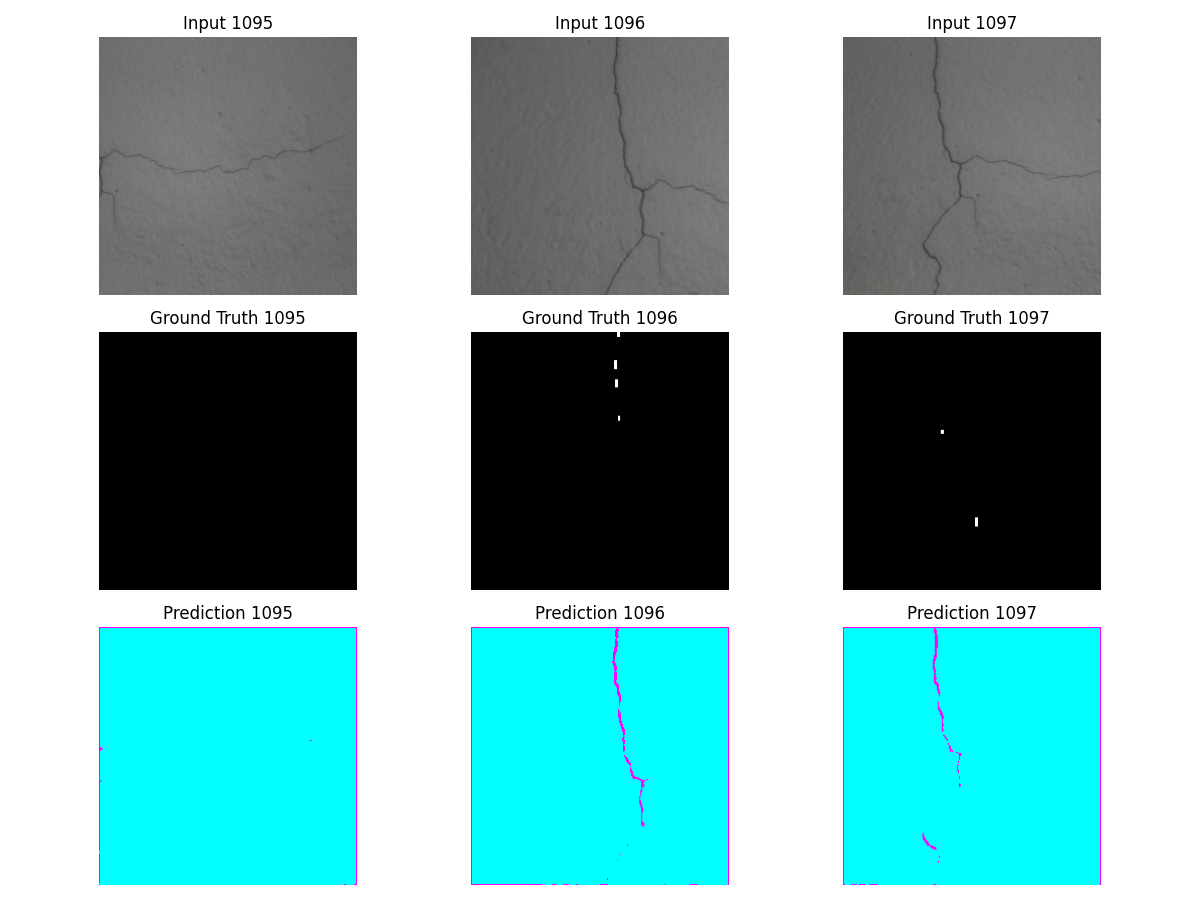 Input 1095
Input 1096
Input 1097
Ground Truth 1095
Ground Truth 1096
Ground Truth 1097
Prediction 1095
Prediction 1096
Prediction 1097